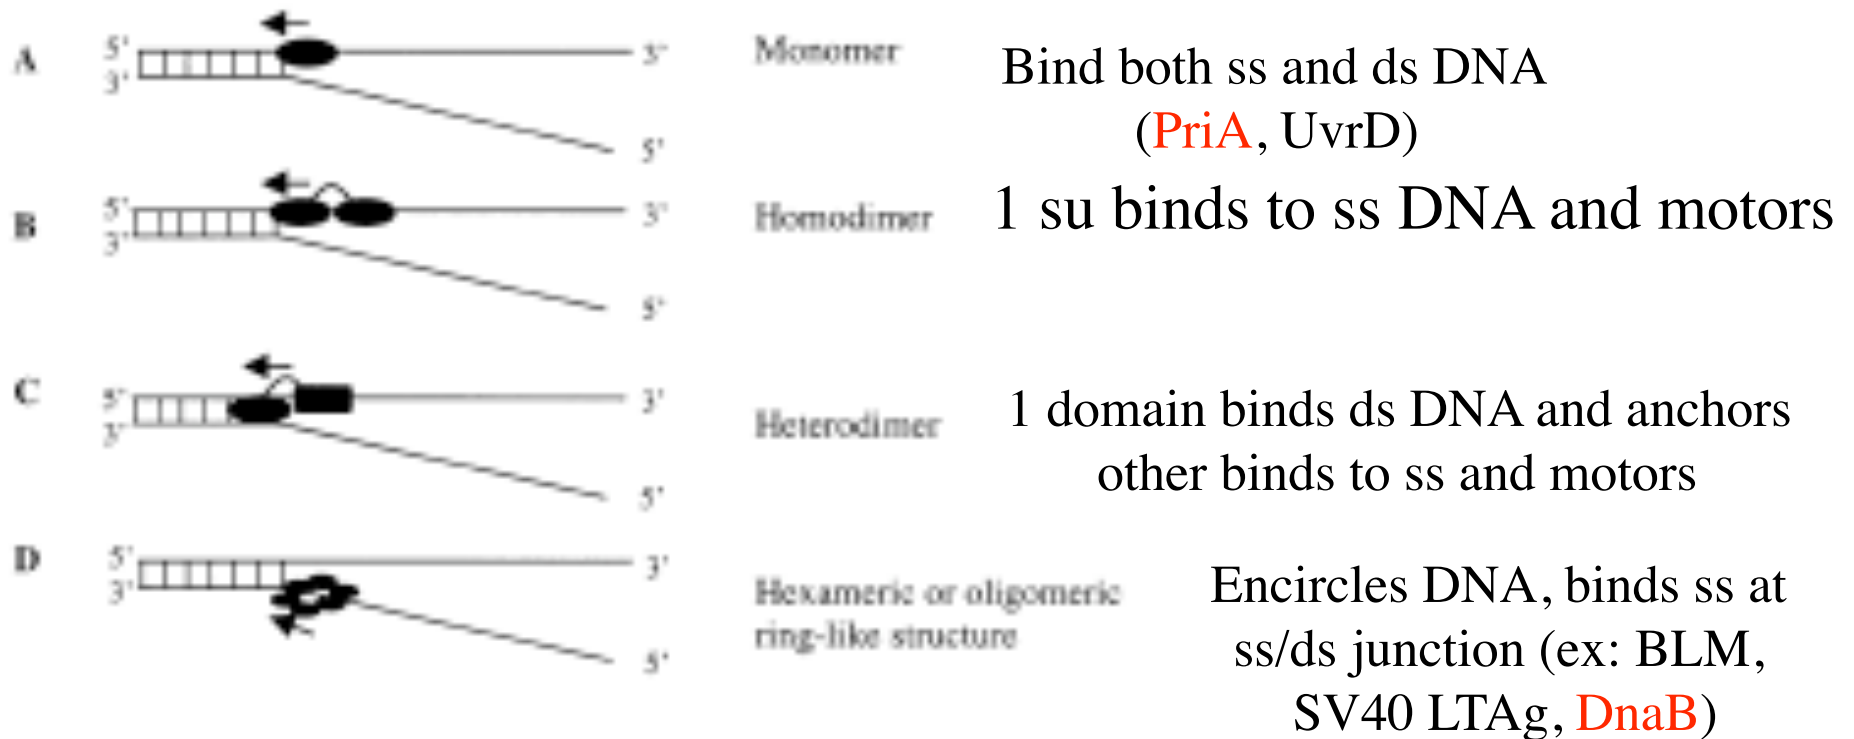 A
5'
3'
3'
5'
Monomer
Bind both ss and ds DNA
(PriA, UvrD)
B
5'
3'
3'
5'
Homodimer
1 su binds to ss DNA and motors
C
5'
3'
3'
5'
Heterodimer
1 domain binds ds DNA and anchors
other binds to ss and motors
D
5'
3'
3'
5'
Hexameric or oligomeric
ring-like structure
Encircles DNA, binds ss at
ss/ds junction (ex: BLM,
SV40 LTAg, DnaB)